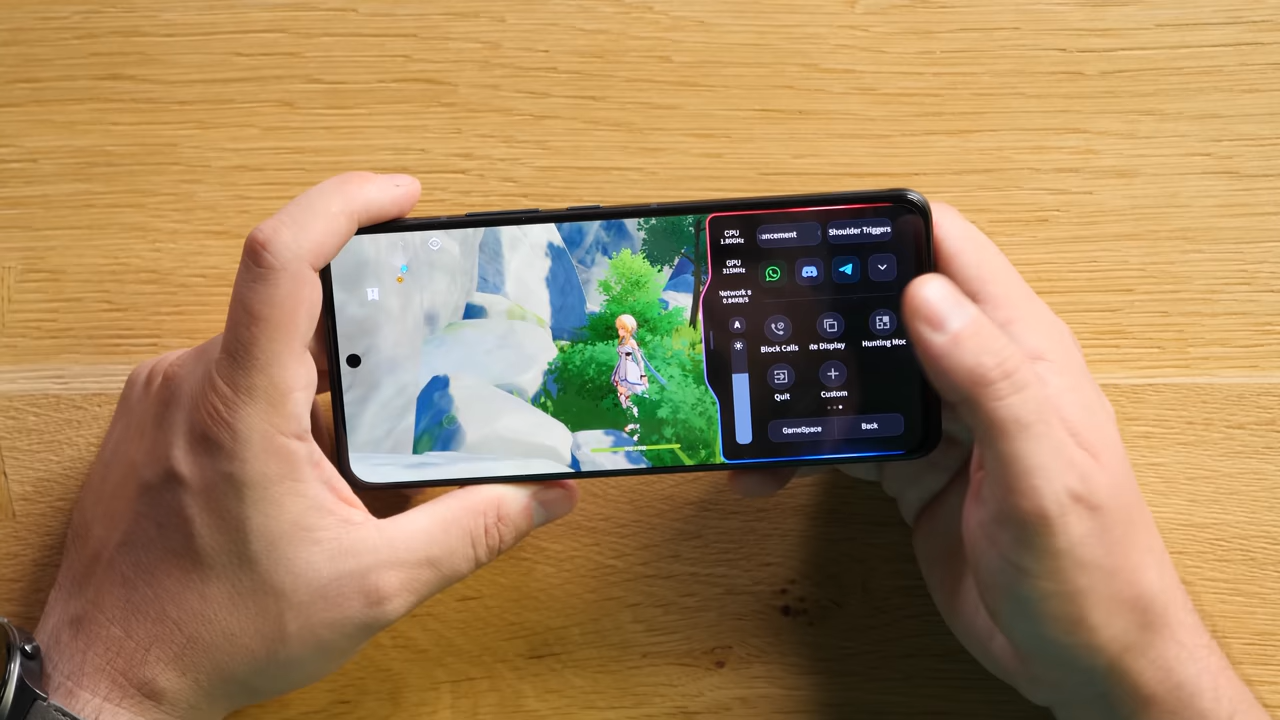 CPU
1.80GHz
ancement
Shoulder Triggers
GPU
315MHz
Network s
0.84KB/S
A
Block Calls
te Display
Hunting Moc
Quit
Custom
GameSpace
Back